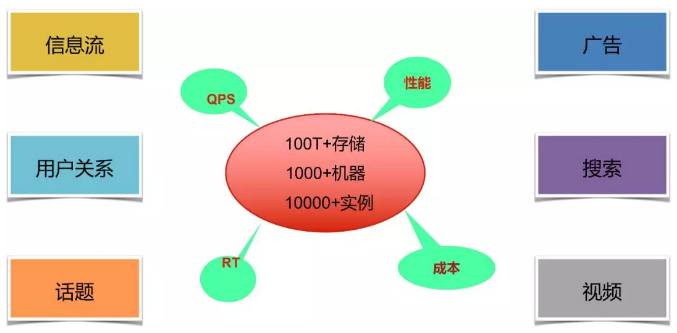 信息流
广告
QPS
性能
100T+存储
1000+机器
10000+实例
用户关系
搜索
RT
成本
话题
视频